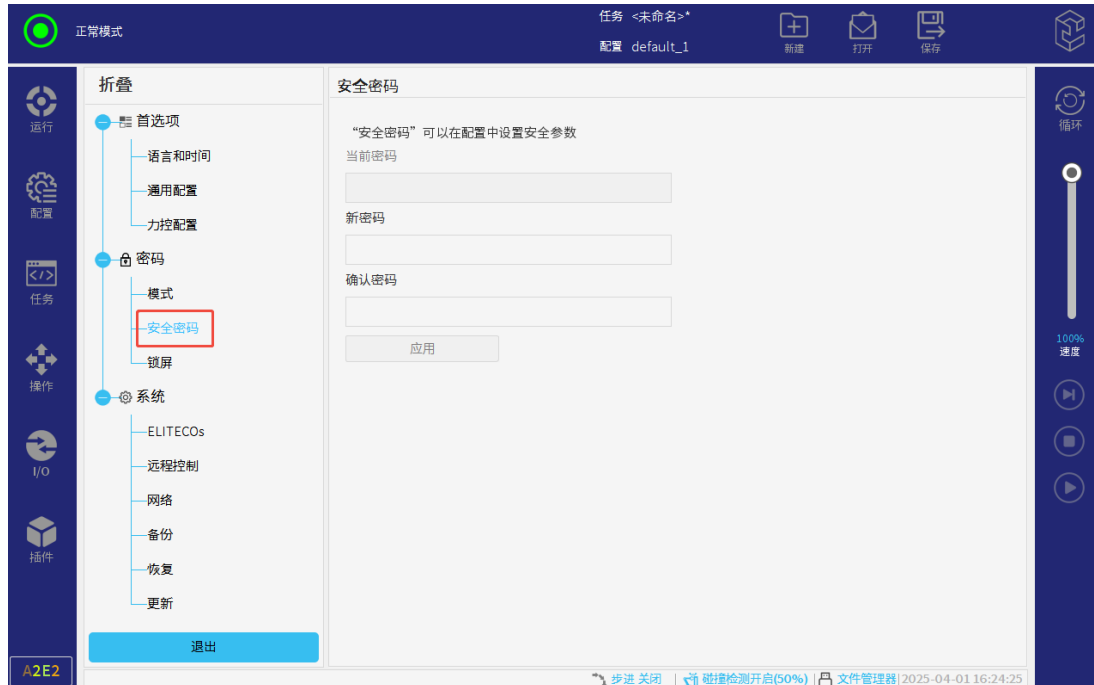 正常模式
任务 <未命名>*
配置 default_1
新建
打开
保存
运行
配置
任务
操作
I/O
插件
A2E2
折叠
首选项
语言和时间
通用配置
力控配置
密码
模式
安全密码
锁屏
系统
ELITECOs
远程控制
网络
备份
恢复
更新
退出
安全密码
“安全密码”可以在配置中设置安全参数
当前密码
新密码
确认密码
应用
循环
100%
速度
步进 关闭 | 碰撞检测开启(50%) | 文件管理器|2025-04-01 16:24:25